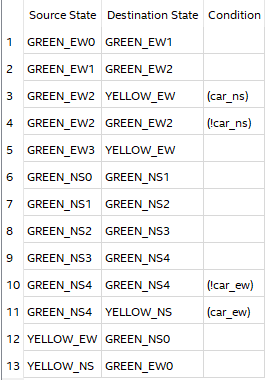 Source State Destination State Condition
1 GREEN_EW0 GREEN_EW1
2 GREEN_EW1 GREEN_EW2
3 GREEN_EW2 YELLOW_EW (car_ns)
4 GREEN_EW2 GREEN_EW2 (!car_ns)
5 GREEN_EW3 YELLOW_EW
6 GREEN_NS0 GREEN_NS1
7 GREEN_NS1 GREEN_NS2
8 GREEN_NS2 GREEN_NS3
9 GREEN_NS3 GREEN_NS4
10 GREEN_NS4 GREEN_NS4 (!car_ew)
11 GREEN_NS4 YELLOW_NS (car_ew)
12 YELLOW_EW GREEN_NS0
13 YELLOW_NS GREEN_EW0